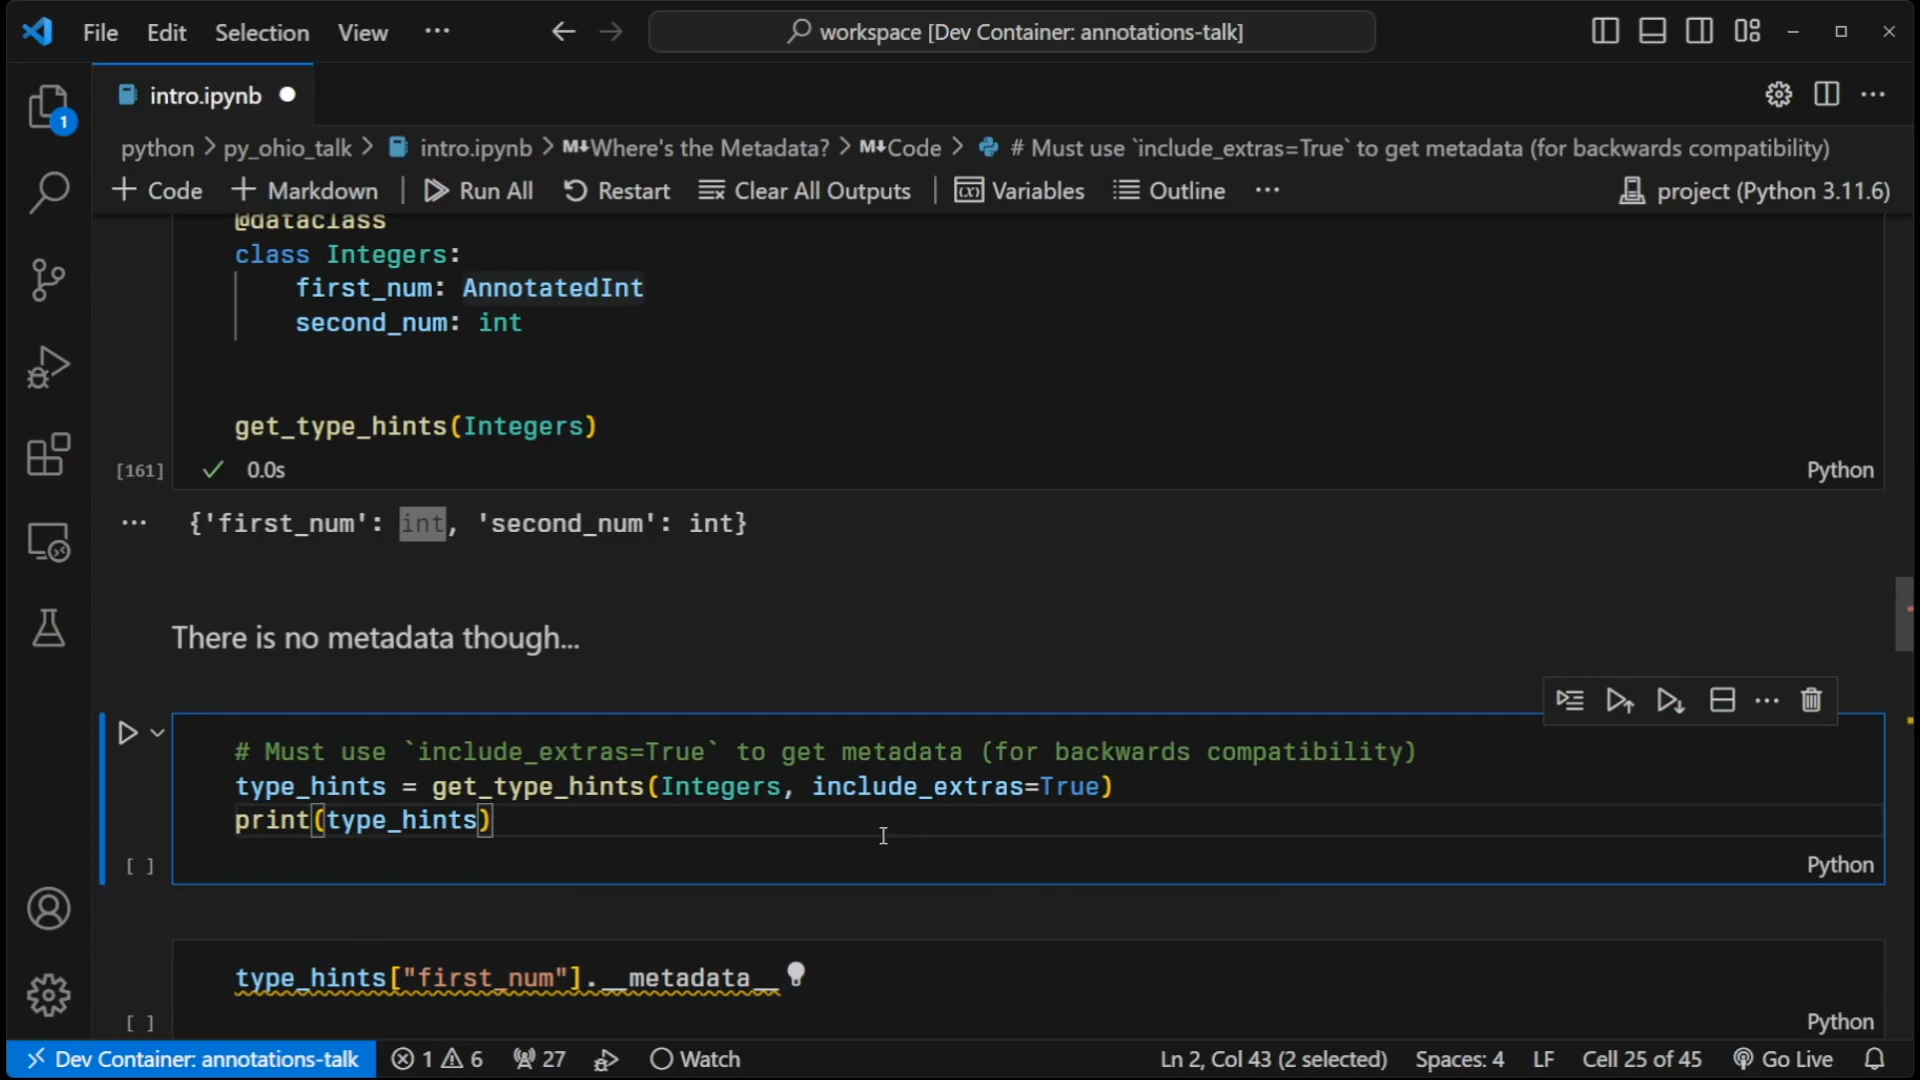 File Edit Selection View ···
workspace [Dev Container: annotations-talk]
1
intro.ipynb
python > py_ohio_talk > intro.ipynb > M↓Where's the Metadata? > M↓Code > # Must use `include_extras=True` to get metadata (for backwards compatibility)
+ Code + Markdown | Run All Restart Clear All Outputs | Variables Outline ··· project (Python 3.11.6)
@dataclass
class Integers:
first_num: AnnotatedInt
second_num: int
get_type_hints(Integers)
[161] ✓ 0.0s Python
··· {'first_num': int, 'second_num': int}
There is no metadata though...
# Must use `include_extras=True` to get metadata (for backwards compatibility)
type_hints = get_type_hints(Integers, include_extras=True)
print(type_hints)
[ ] Python
type_hints["first_num"].__metadata__
[ ] Python
Dev Container: annotations-talk 1 6 27 Watch Ln 2, Col 43 (2 selected) Spaces: 4 LF Cell 25 of 45 Go Live